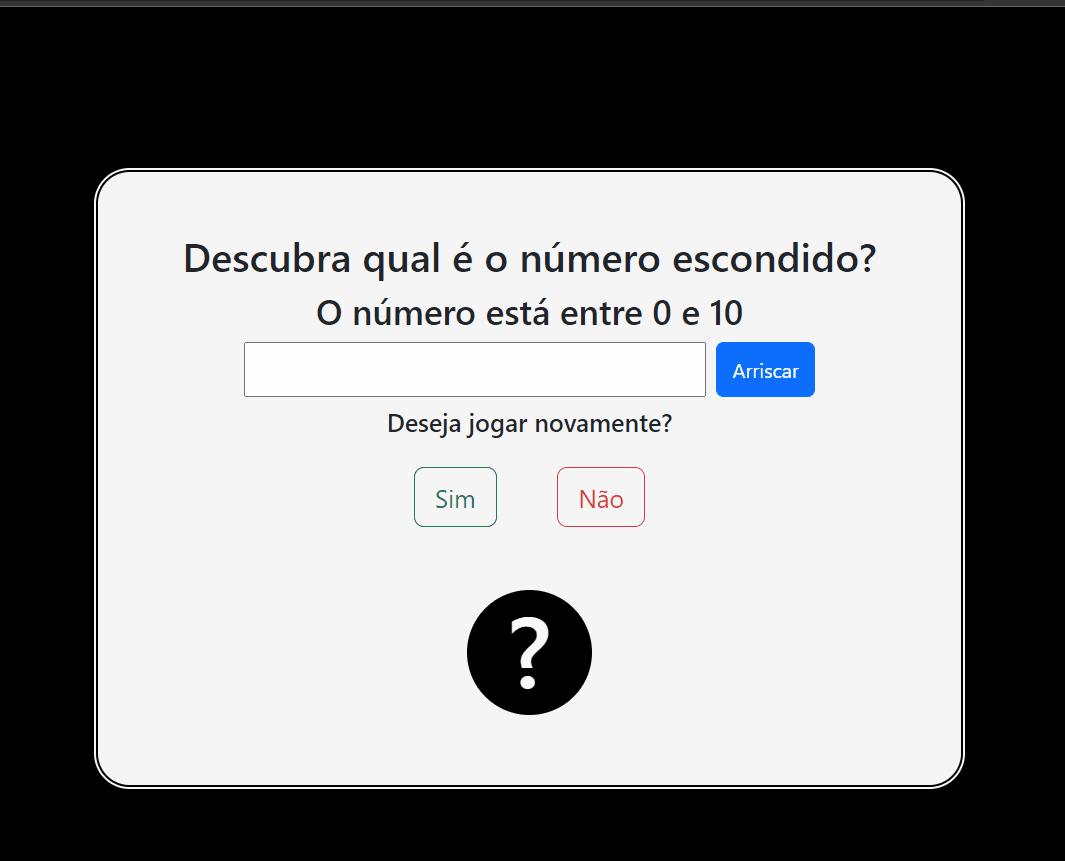 Descubra qual é o número escondido?
O número está entre 0 e 10
Arriscar
Deseja jogar novamente?
Sim Não
?